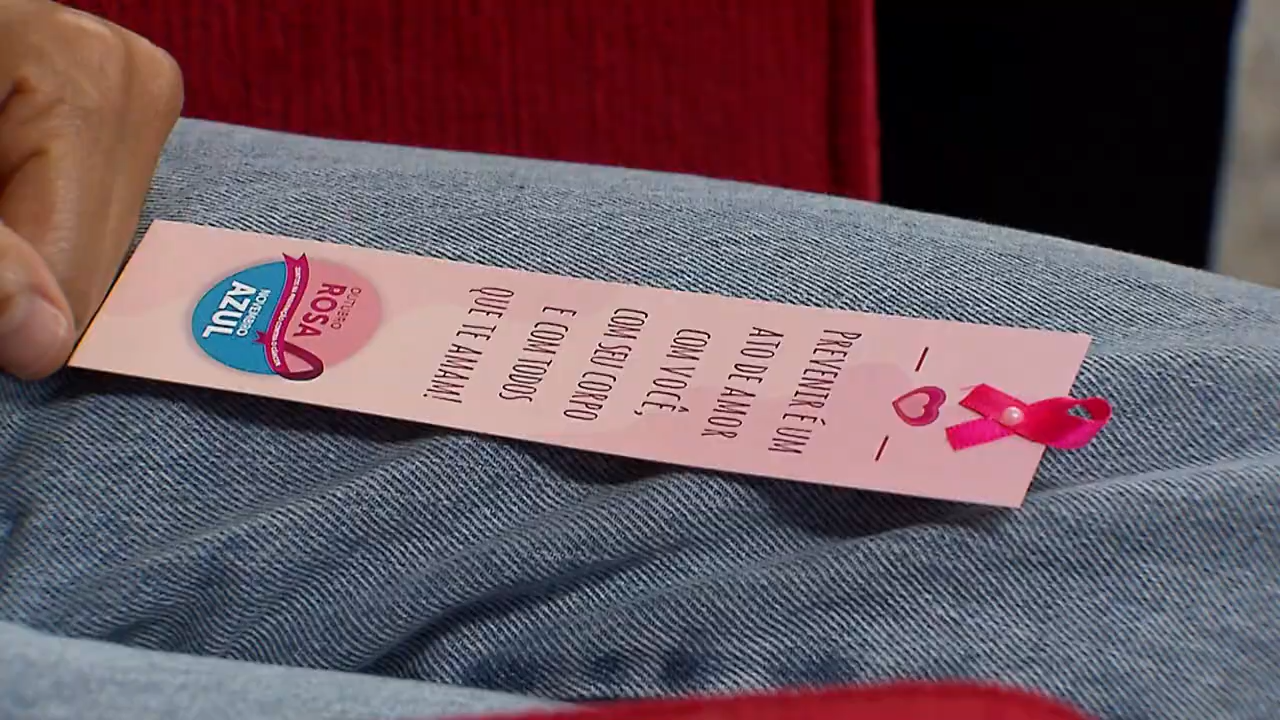 PREVENIR É UM
ATO DE AMOR
COM VOCÊ,
COM SEU CORPO
E COM TODOS
QUE TE AMAM!
OUTUBRO
ROSA
NOVEMBRO
AZUL